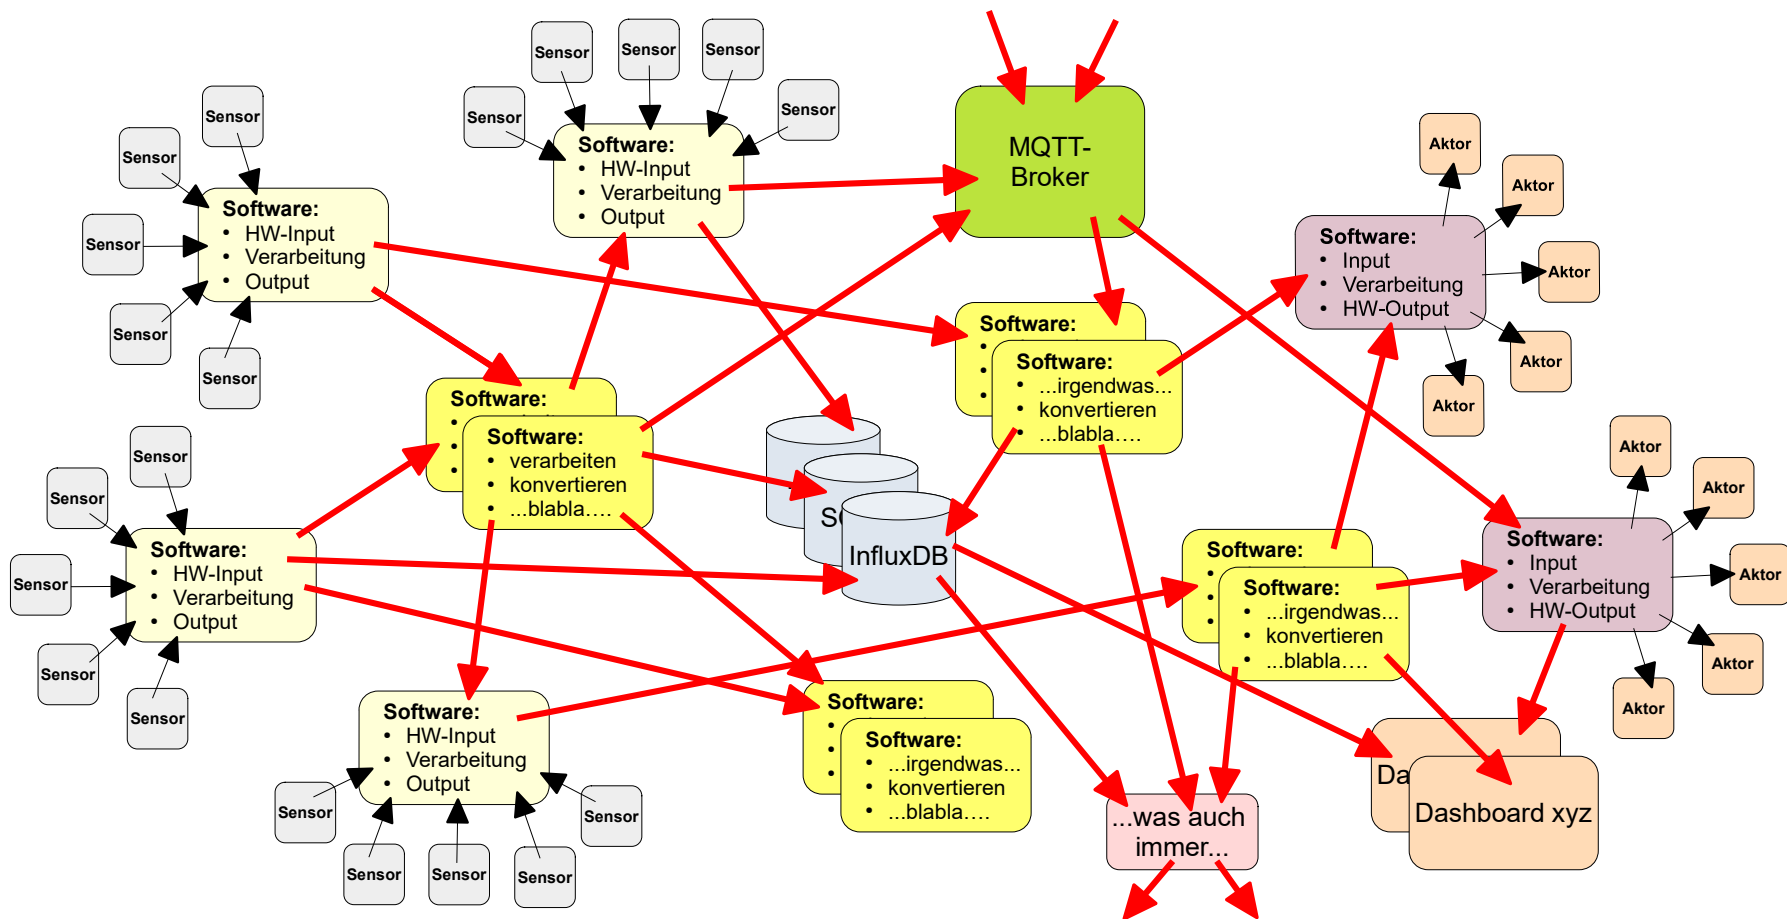 Sensor
Sensor
Sensor
Sensor
Sensor
Software:
• HW-Input
• Verarbeitung
• Output
Sensor
Sensor
Sensor
Sensor
Sensor
Software:
• HW-Input
• Verarbeitung
• Output
MQTT-
Broker
Aktor
Aktor
Aktor
Aktor
Aktor
Software:
• Input
• Verarbeitung
• HW-Output
Software:
Software:
• ...irgendwas...
• konvertieren
• ...blabla….
Software:
Software:
• verarbeiten
• konvertieren
• ...blabla….
InfluxDB
Sensor
Sensor
Sensor
Sensor
Sensor
Software:
• HW-Input
• Verarbeitung
• Output
Software:
Software:
• ...irgendwas...
• konvertieren
• ...blabla….
Aktor
Aktor
Aktor
Aktor
Aktor
Software:
• Input
• Verarbeitung
• HW-Output
Software:
• HW-Input
• Verarbeitung
• Output
Sensor
Sensor
Sensor
Sensor
Sensor
Software:
Software:
• ...irgendwas...
• konvertieren
• ...blabla….
...was auch
immer...
Da
Dashboard xyz